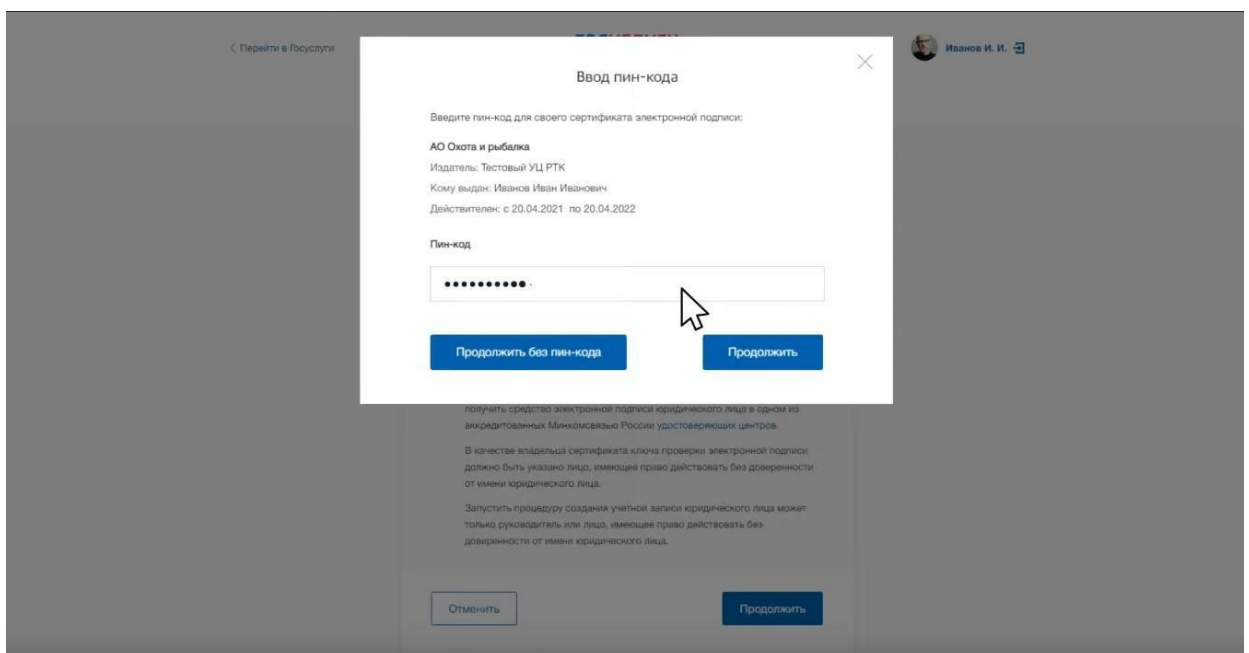 Перейти в Госуслуги
Иванов И. И.
Ввод пин-кода
Введите пин-код для своего сертификата электронной подписи:
АО Охота и рыбалка
Издатель: Тестовый УЦ РТК
Кому выдан: Иванов Иван Иванович
Действителен: с 20.04.2021 по 20.04.2022
Пин-код
Продолжить без пин-кода
Продолжить
получить средство электронной подписи юридического лица в одном из
аккредитованных Минкомсвязью России удостоверяющих центров.
В качестве владельца сертификата ключа проверки электронной подписи
должно быть указано лицо, имеющее право действовать без доверенности
от имени юридического лица.
Запустить процедуру создания учетной записи юридического лица может
только руководитель или лицо, имеющее право действовать без
доверенности от имени юридического лица.
Отменить
Продолжить